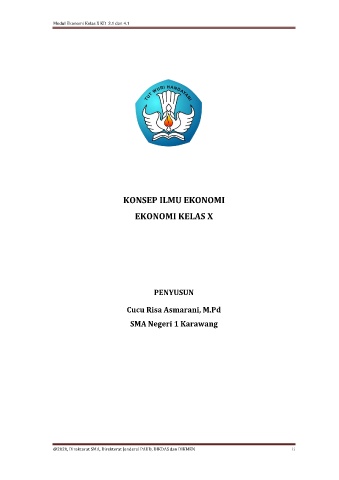 Modul Ekonomi Kelas X KD 3.1 dan 4.1
TUT WURI HANDAYANI
KONSEP ILMU EKONOMI
EKONOMI KELAS X
PENYUSUN
Cucu Risa Asmarani, M.Pd
SMA Negeri 1 Karawang
@2020, Direktorat SMA, Direktorat Jenderal PAUD, DIKDAS dan DIKMEN